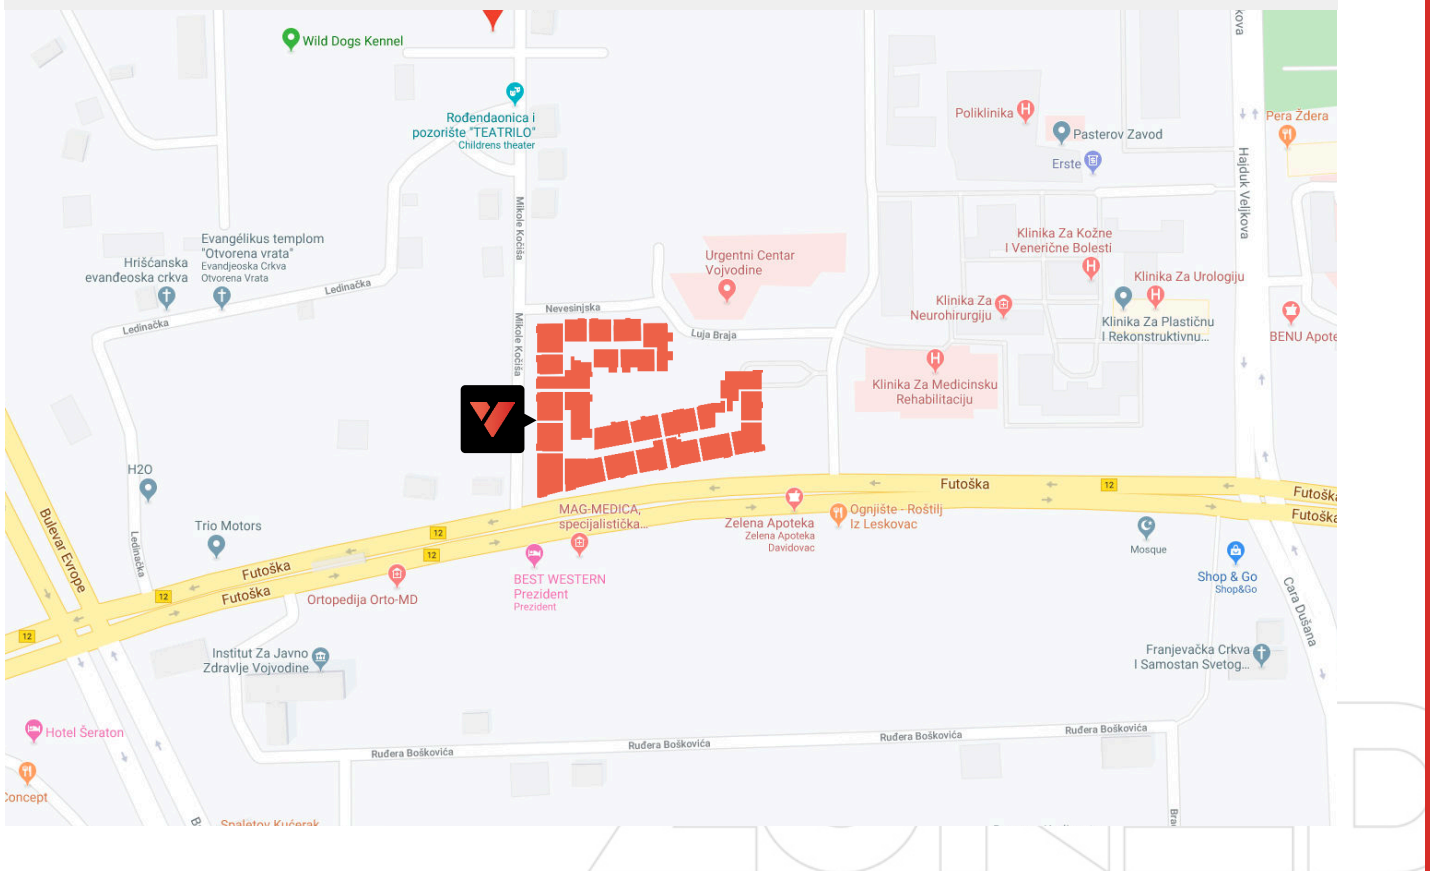 kova
Wild Dogs Kennel
Rođendaonica i
pozorište "TEATRILO"
Childrens theater
Poliklinika
Pasterov Zavod
Erste
Pera Ždera
Hajduk Veljkova
Mikole Kočiša
Evangélikus templom
"Otvorena vrata"
Evandjeoska Crkva
Otvorena Vrata
Hrišćanska
evanđeoska crkva
Ledinačka
Ledinačka
Urgentni Centar
Vojvodine
Klinika Za Kožne
I Venerične Bolesti
Klinika Za Urologiju
Klinika Za
Neurohirurgiju
Klinika Za Plastičnu
I Rekonstruktivnu...
BENU Apote
Nevesinjska
Luja Braja
Mikole Kočiša
Klinika Za Medicinsku
Rehabilitaciju
H2O
Trio Motors
Ledinačka
Bulevar Evrope
MAG-MEDICA,
specijalistička...
Zelena Apoteka
Zelena Apoteka
Davidovac
Ognjište - Roštilj
Iz Leskovac
Futoška
12
Futošk
Futoška
Mosque
12
12
Futoška
Futoška
12
12
Ortopedija Orto-MD
BEST WESTERN
Prezident
Prezident
Shop & Go
Shop&Go
Cara Dušana
Institut Za Javno
Zdravlje Vojvodine
Franjevačka Crkva
I Samostan Svetog...
Hotel Šeraton
Ruđera Boškovića
Ruđera Boškovića
Ruđera Boškovića
Ruđera Boškovića
Concept
Spaletov Kućerak
Bra